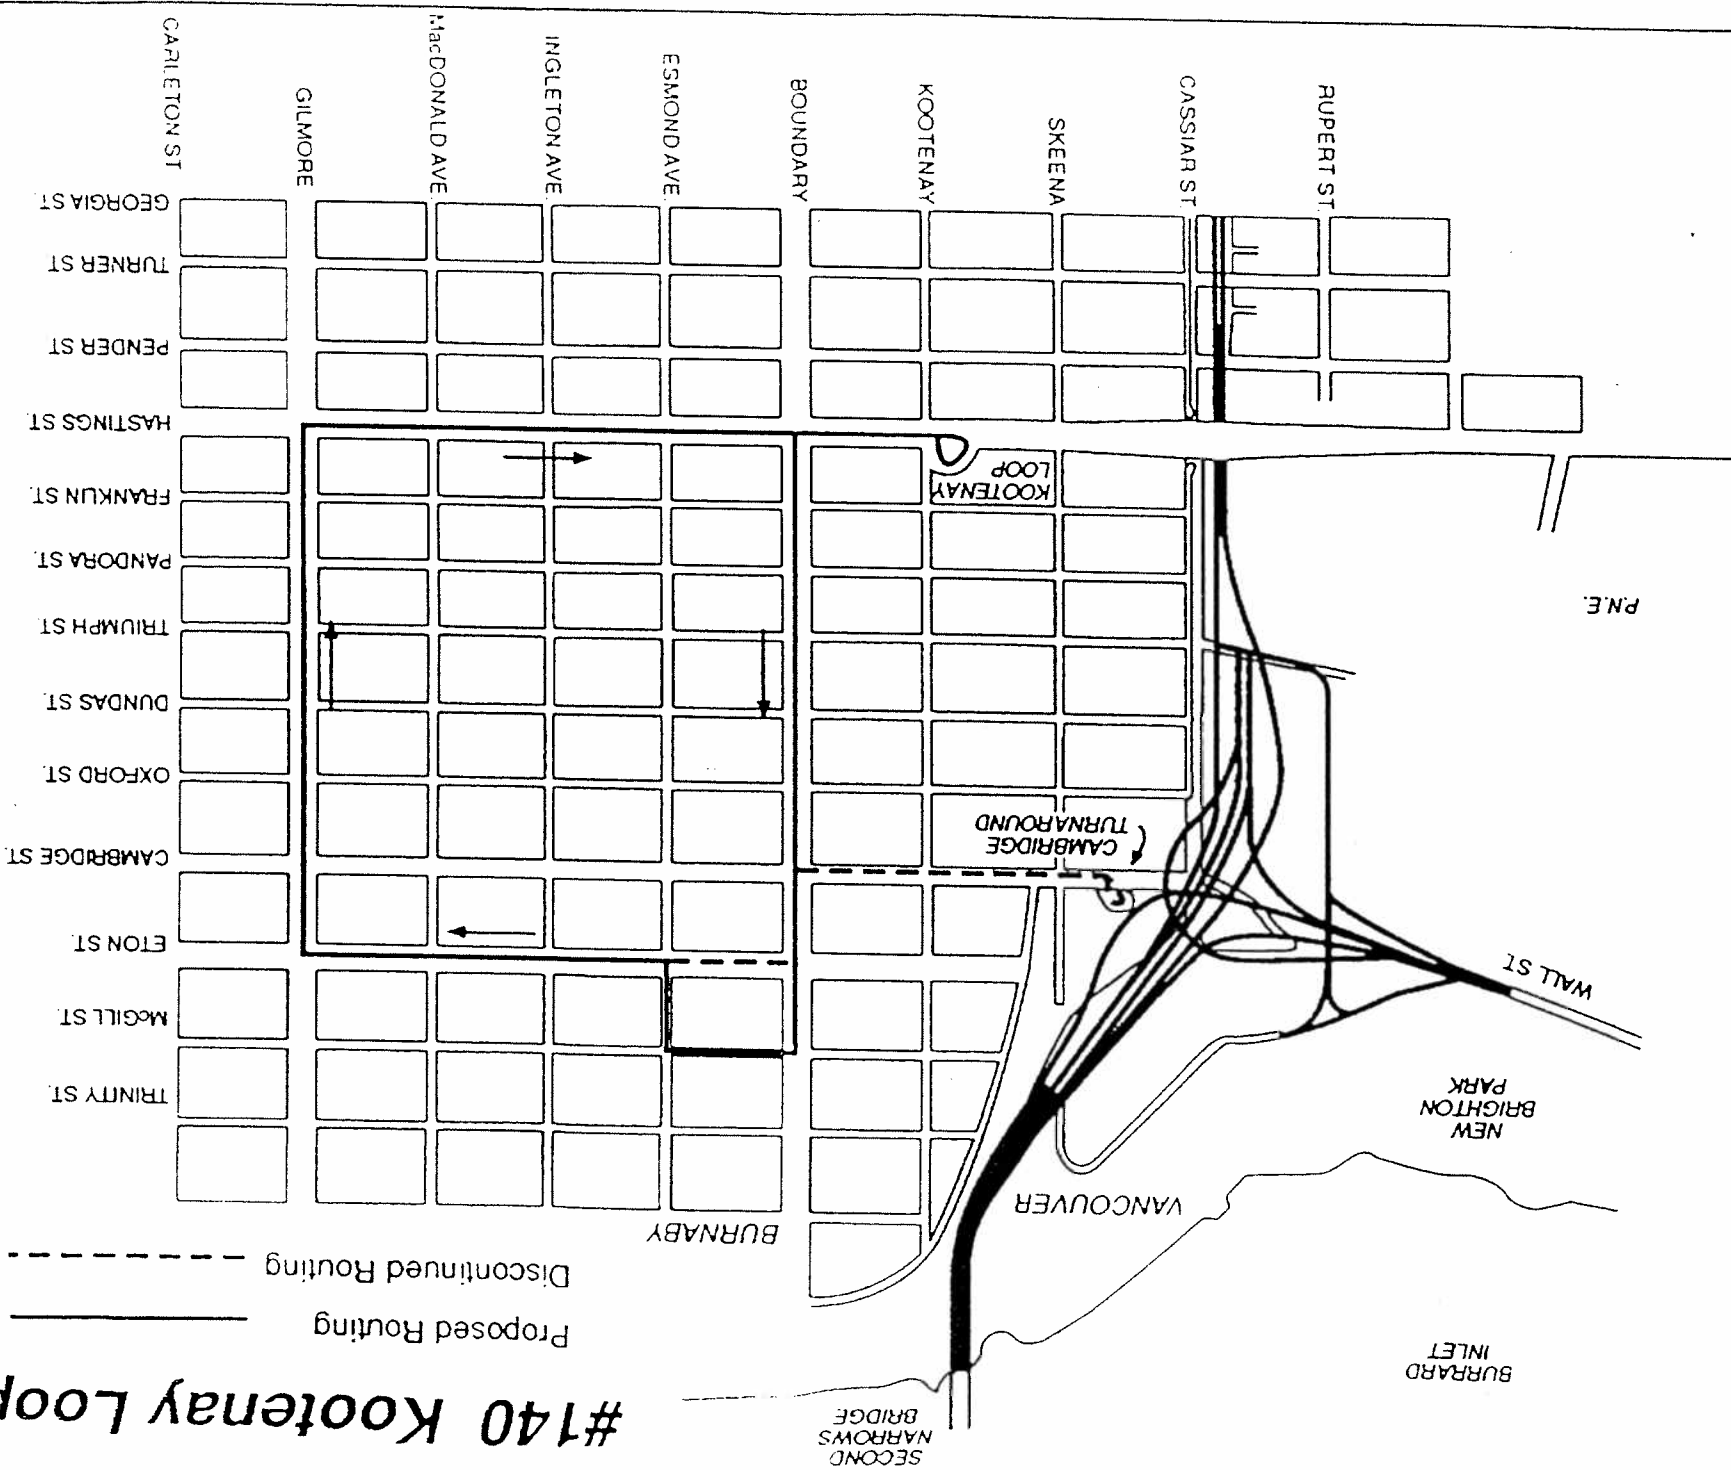 #140 Kootenay Loop
Proposed Routing
Discontinued Routing
SECOND
NARROWS
BRIDGE
BURRARD
INLET
VANCOUVER
BURNABY
NEW
BRIGHTON
PARK
WALL ST.
TRINITY ST.
McGILL ST.
ETON ST.
CAMBRIDGE ST.
OXFORD ST.
DUNDAS ST.
TRIUMPH ST.
PANDORA ST.
FRANKLIN ST.
HASTINGS ST.
PENDER ST.
TURNER ST.
GEORGIA ST.
CAMBRIDGE
TURNAROUND
P.N.E.
KOOTENAY
LOOP
RUPERT ST.
CASSIAR ST.
SKEENA
KOOTENAY
BOUNDARY
ESMOND AVE.
INGLETON AVE.
MacDONALD AVE.
GILMORE
CARLETON ST.